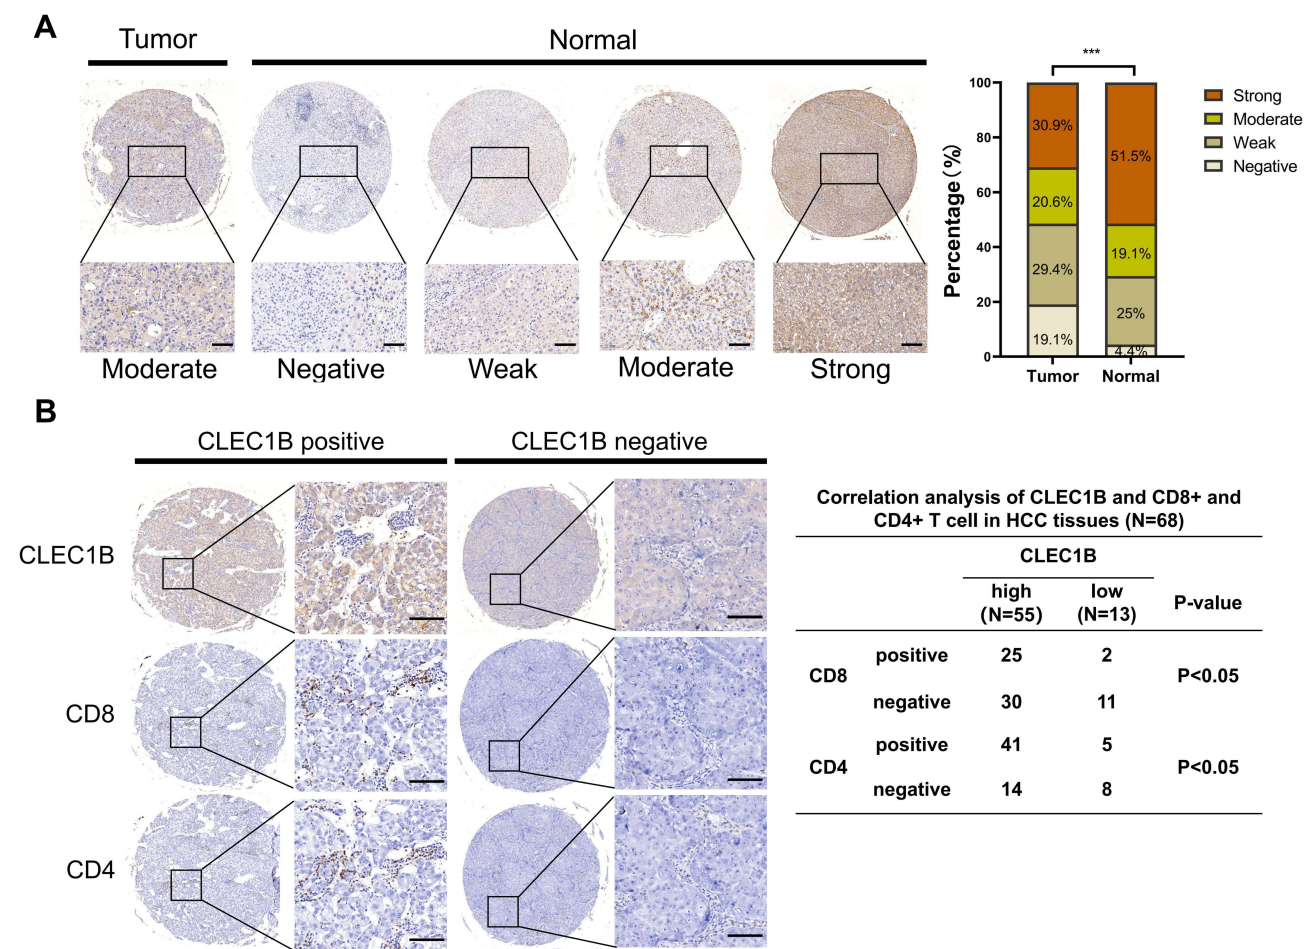 A
Tumor
Normal
Moderate
Negative
Weak
Moderate
Strong
***
Percentage (%)
100
80
60
40
20
0
30.9%
20.6%
29.4%
19.1%
51.5%
19.1%
25%
4.4%
Tumor
Normal
Strong
Moderate
Weak
Negative
B
CLEC1B positive
CLEC1B negative
CLEC1B
CD8
CD4
Correlation analysis of CLEC1B and CD8+ and
CD4+ T cell in HCC tissues (N=68)
CLEC1B
high low
(N=55) (N=13) P-value
CD8 positive 25 2 P<0.05
negative 30 11
CD4 positive 41 5 P<0.05
negative 14 8